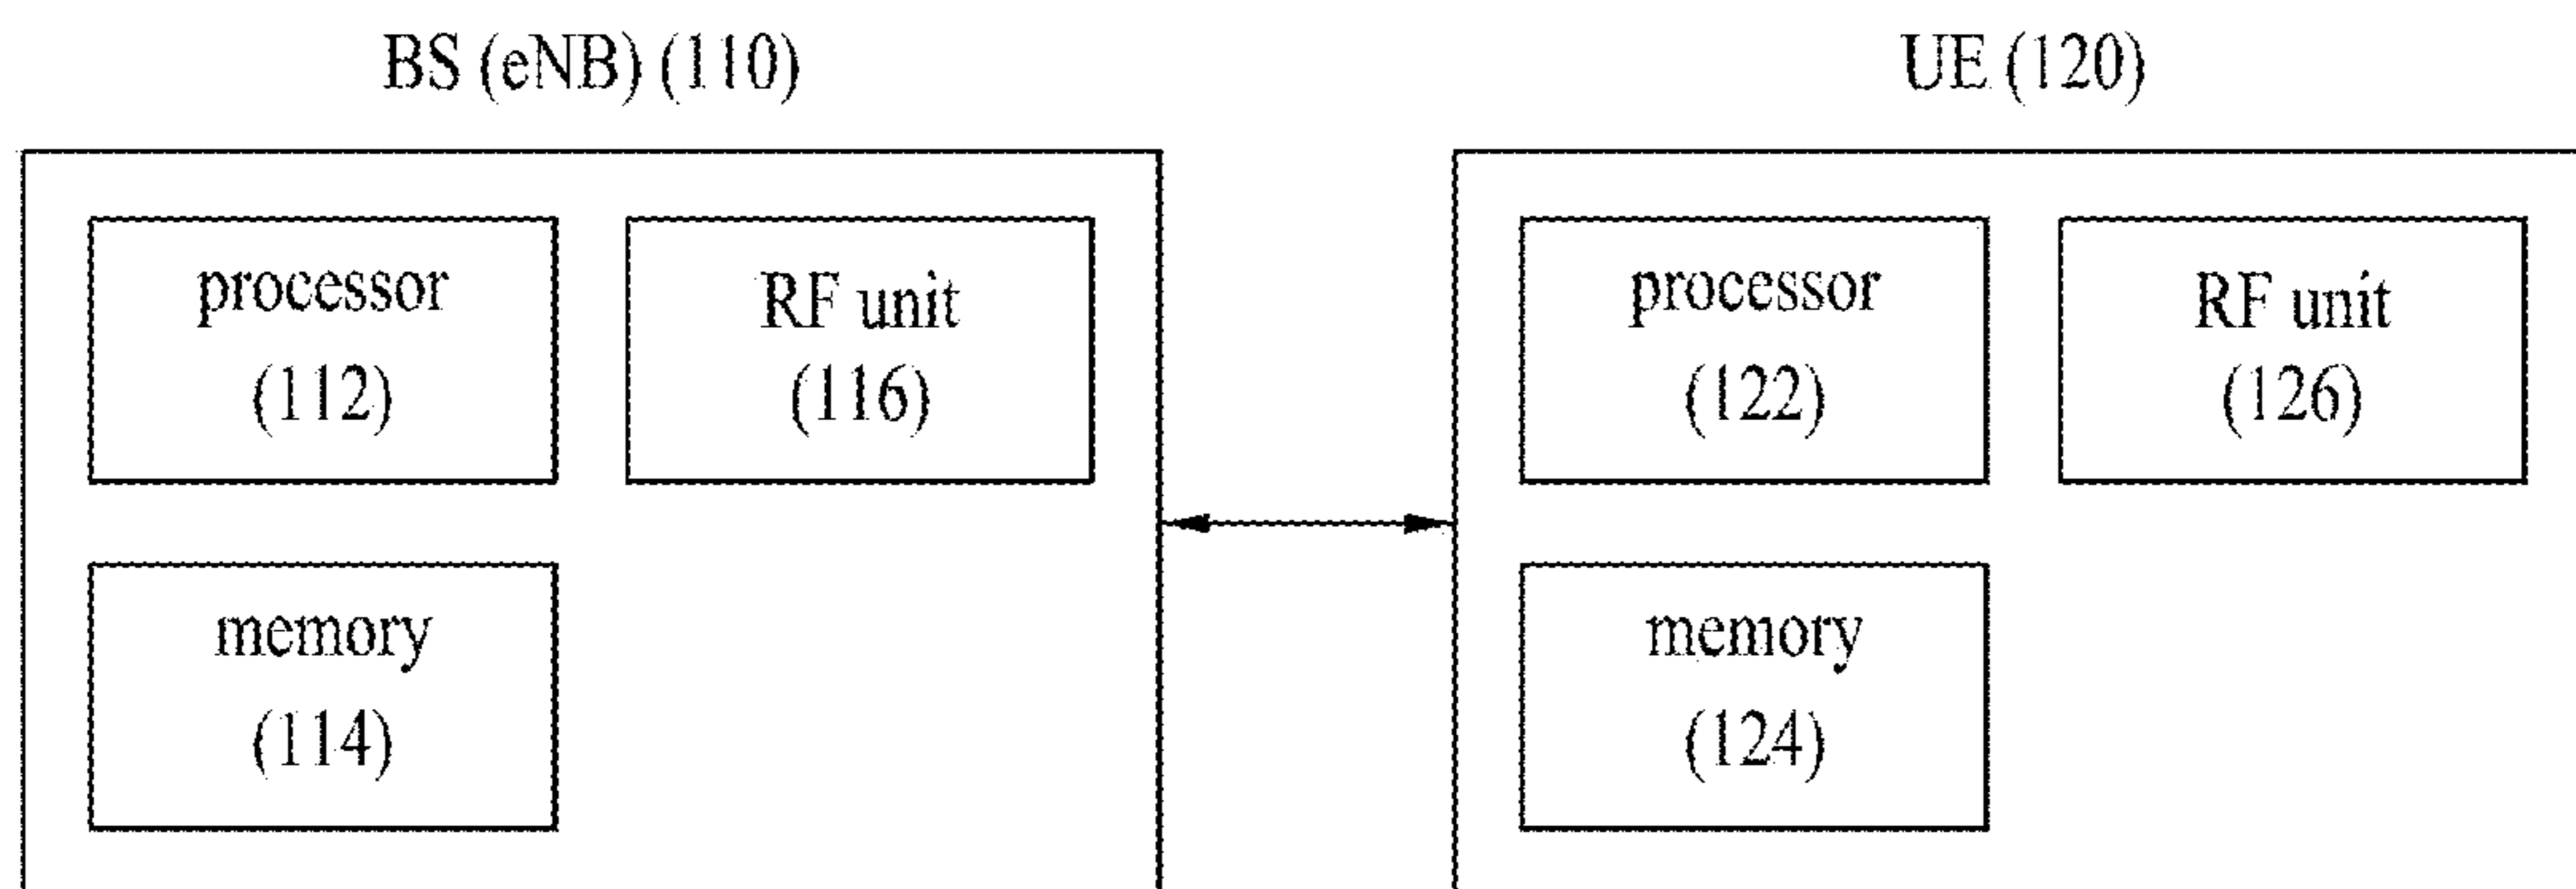 BS (eNB) (110)
processor
(112)
RF unit
(116)
memory
(114)
UE (120)
processor
(122)
RF unit
(126)
memory
(124)